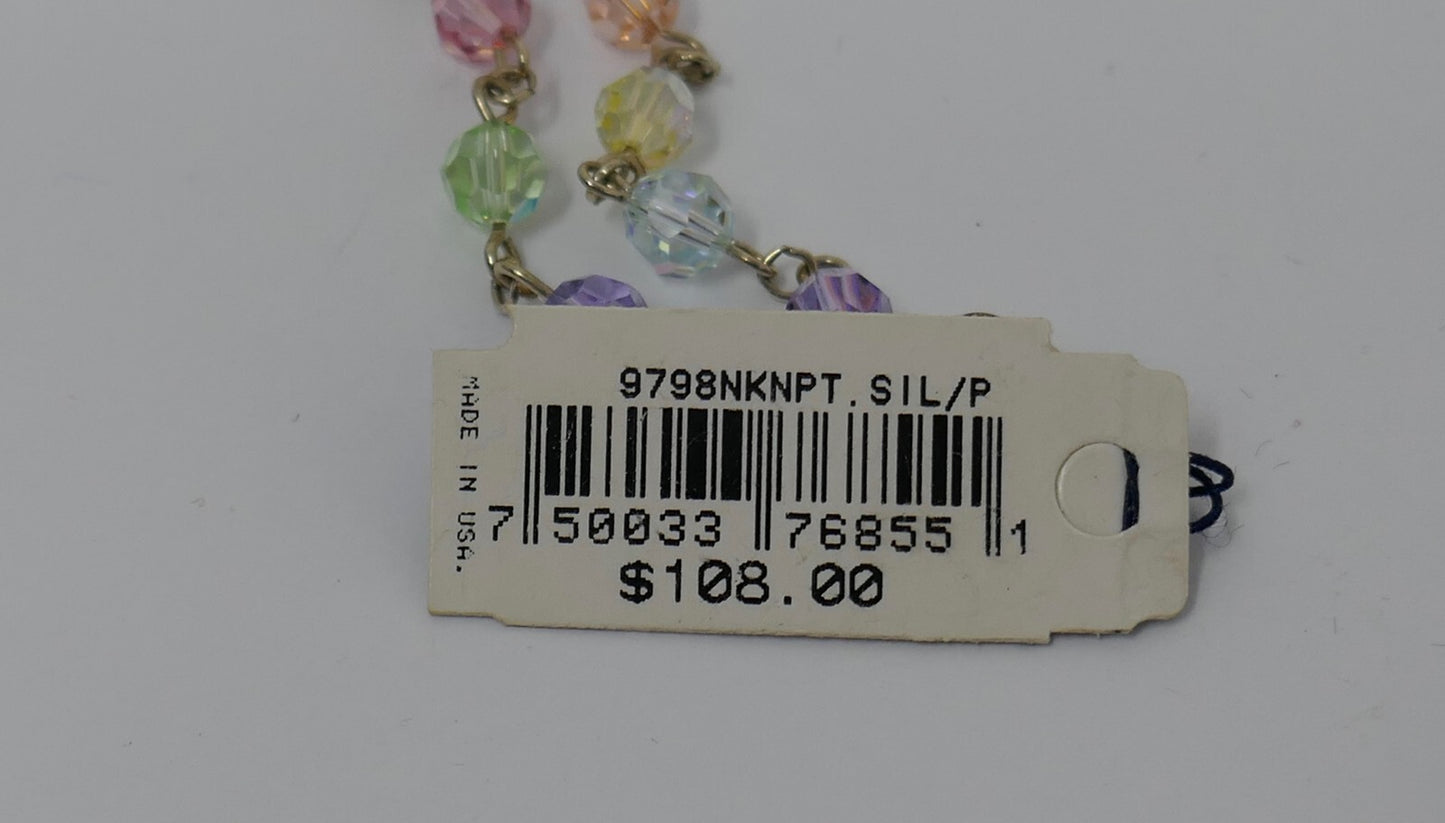 9798NKNPT.SIL/P
MADE IN USA.
7 50033 76855 1
$108.00